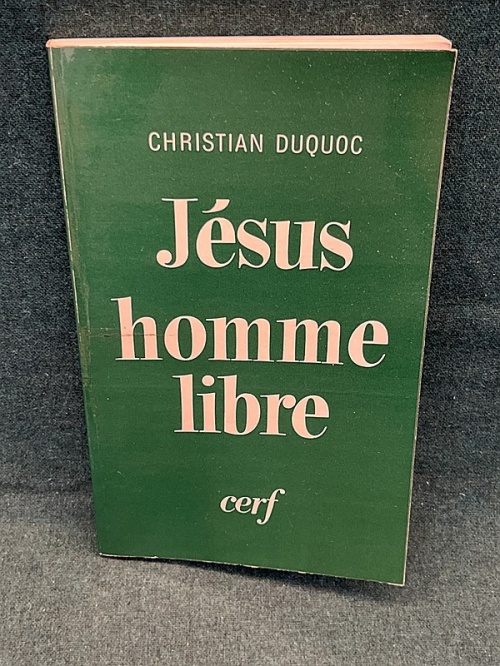 CHRISTIAN DUQUOC
Jésus
homme
libre
cerf